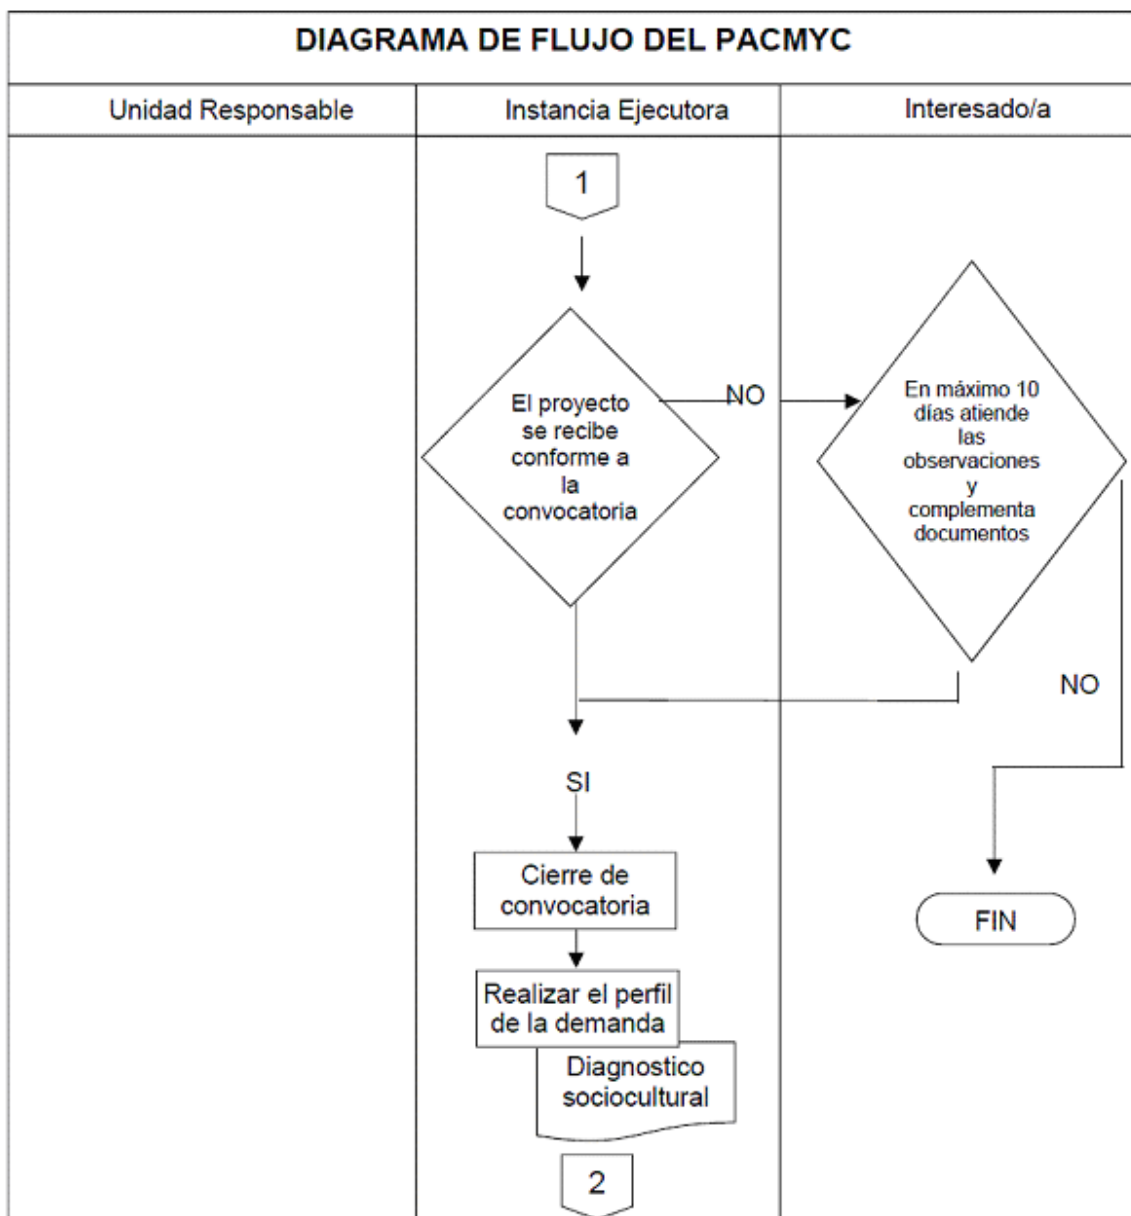 DIAGRAMA DE FLUJO DEL PACMYC
Unidad Responsable
Instancia Ejecutora
Interesado/a
1
El proyecto
se recibe
conforme a
la
convocatoria
NO
En máximo 10
días atiende
las
observaciones
y
complementa
documentos
NO
SI
Cierre de
convocatoria
FIN
Realizar el perfil
de la demanda
Diagnostico
sociocultural
2